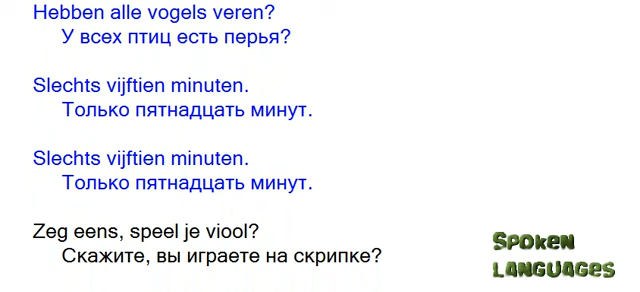 Hebben alle vogels veren?
У всех птиц есть перья?
Slechts vijftien minuten.
Только пятнадцать минут.
Slechts vijftien minuten.
Только пятнадцать минут.
Zeg eens, speel je viool?
Скажите, вы играете на скрипке?
Spoken
Languages